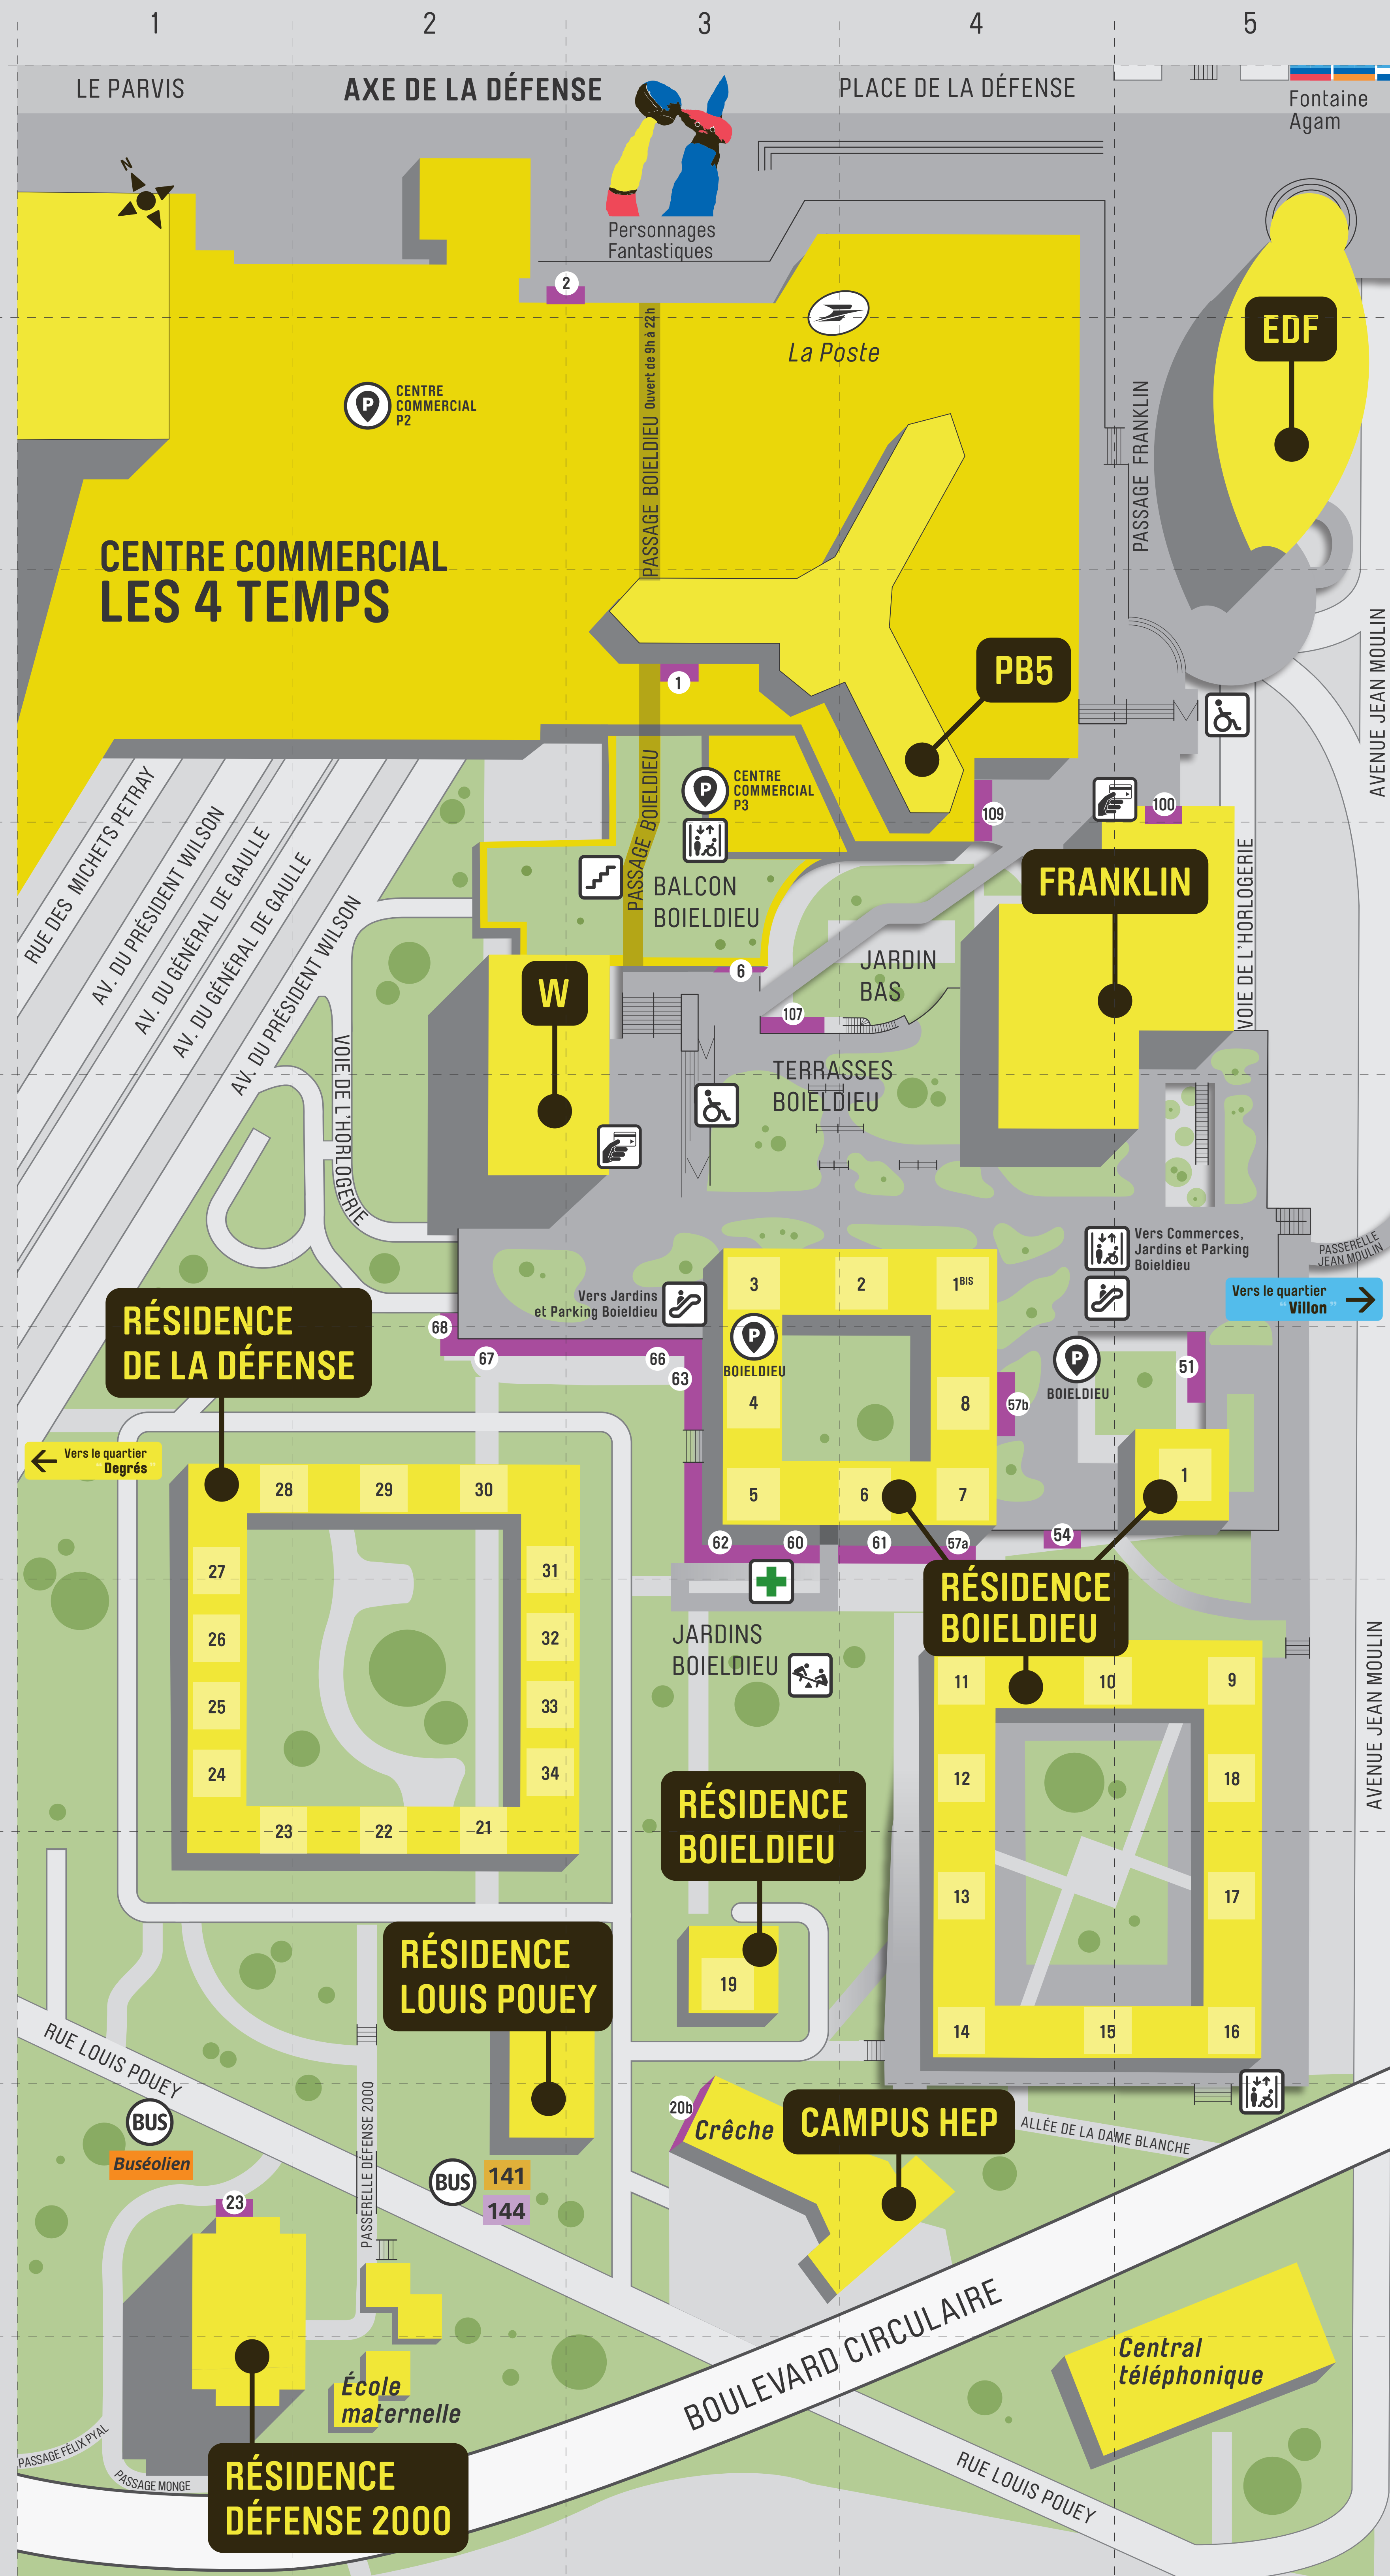 1 2 3 4 5
LE PARVIS
AXE DE LA DÉFENSE
PLACE DE LA DÉFENSE
Fontaine
Agam
N
Personnages
Fantastiques
2
La Poste
EDF
CENTRE
COMMERCIAL
P2
P
PASSAGE BOIELDIEU Ouvert de 9h à 22h
PASSAGE FRANKLIN
CENTRE COMMERCIAL
LES 4 TEMPS
PB5
1
AVENUE JEAN MOULIN
PASSAGE BOIELDIEU
P
CENTRE
COMMERCIAL
P3
109
100
RUE DES MICHETS PETRAY
AV. DU PRÉSIDENT WILSON
AV. DU GÉNÉRAL DE GAULLE
AV. DU GÉNÉRAL DE GAULLE
AV. DU PRÉSIDENT WILSON
BALCON
BOIELDIEU
FRANKLIN
VOIE DE L'HORLOGERIE
W
6
JARDIN
BAS
107
VOIE DE L'HORLOGERIE
TERRASSES
BOIELDIEU
Vers Commerces,
Jardins et Parking
Boieldieu
PASSERELLE
JEAN MOULIN
Vers le quartier
"Villon"
Vers Jardins
et Parking Boieldieu
3
2
1BIS
P
BOIELDIEU
4
8
5
6
7
RÉSIDENCE
DE LA DÉFENSE
68
67
66
63
57b
P
BOIELDIEU
51
1
Vers le quartier
"Degrés"
62
60
61
57a
54
28
29
30
27
31
26
32
25
33
24
34
23
22
21
RÉSIDENCE
BOIELDIEU
JARDINS
BOIELDIEU
11
10
9
12
18
13
17
14
15
16
AVENUE JEAN MOULIN
RÉSIDENCE
BOIELDIEU
19
RÉSIDENCE
LOUIS POUEY
RUE LOUIS POUEY
BUS
Buséolien
PASSERELLE DÉFENSE 2000
BUS
141
144
20b
Crêche
CAMPUS HEP
ALLÉE DE LA DAME BLANCHE
23
École
maternelle
BOULEVARD CIRCULAIRE
Central
téléphonique
PASSAGE FÉLIX PYAL
PASSAGE MONGE
RÉSIDENCE
DÉFENSE 2000
RUE LOUIS POUEY